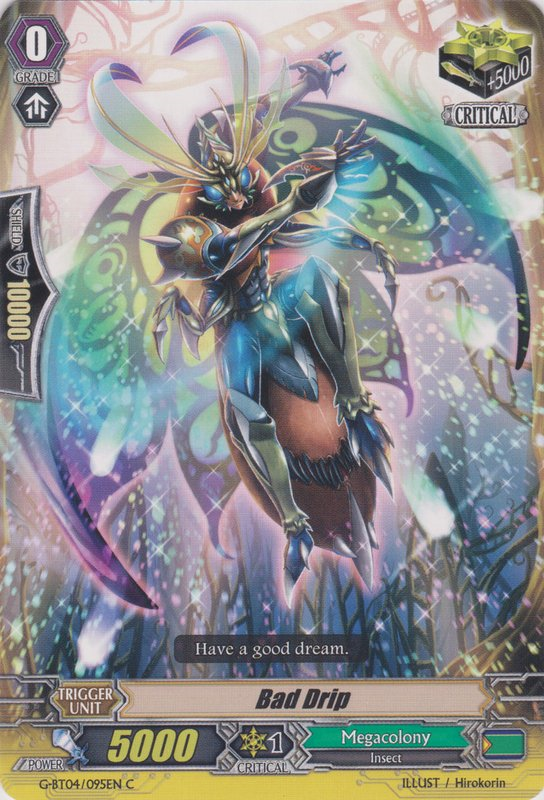 0
GRADE
+5000
CRITICAL
SHIELD
10000
Have a good dream.
TRIGGER
UNIT
Bad Drip
POWER
5000
1
CRITICAL
Megacolony
Insect
G-BT04/095EN C
ILLUST / Hirokorin